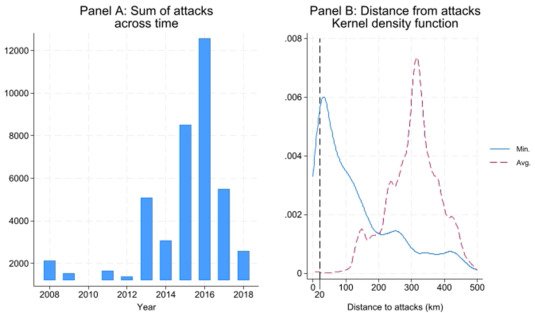 Panel A: Sum of attacks
across time
12000
10000
8000
6000
4000
2000
2008 2010 2012 2014 2016 2018
Year
Panel B: Distance from attacks
Kernel density function
.008
.006
.004
.002
0
0 20 100 200 300 400 500
Distance to attacks (km)
Min.
Avg.